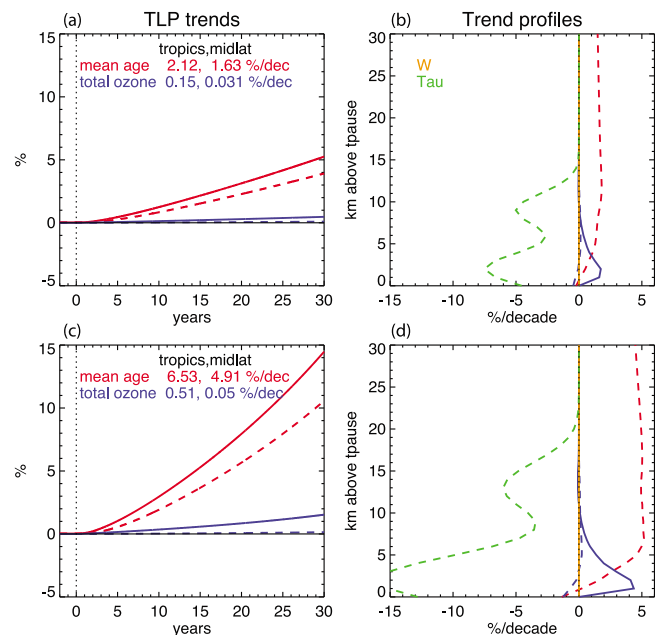 TLP trends
Trend profiles
(a)
(b)
tropics,midlat
mean age 2.12, 1.63 %/dec
total ozone 0.15, 0.031 %/dec
15
10
5
0
-5
%
0 5 10 15 20 25 30
years
W
Tau
30
25
20
15
10
5
0
km above tpause
-15 -10 -5 0 5
%/decade
(c)
(d)
tropics,midlat
mean age 6.53, 4.91 %/dec
total ozone 0.51, 0.05 %/dec
15
10
5
0
-5
%
0 5 10 15 20 25 30
years
30
25
20
15
10
5
0
km above tpause
-15 -10 -5 0 5
%/decade